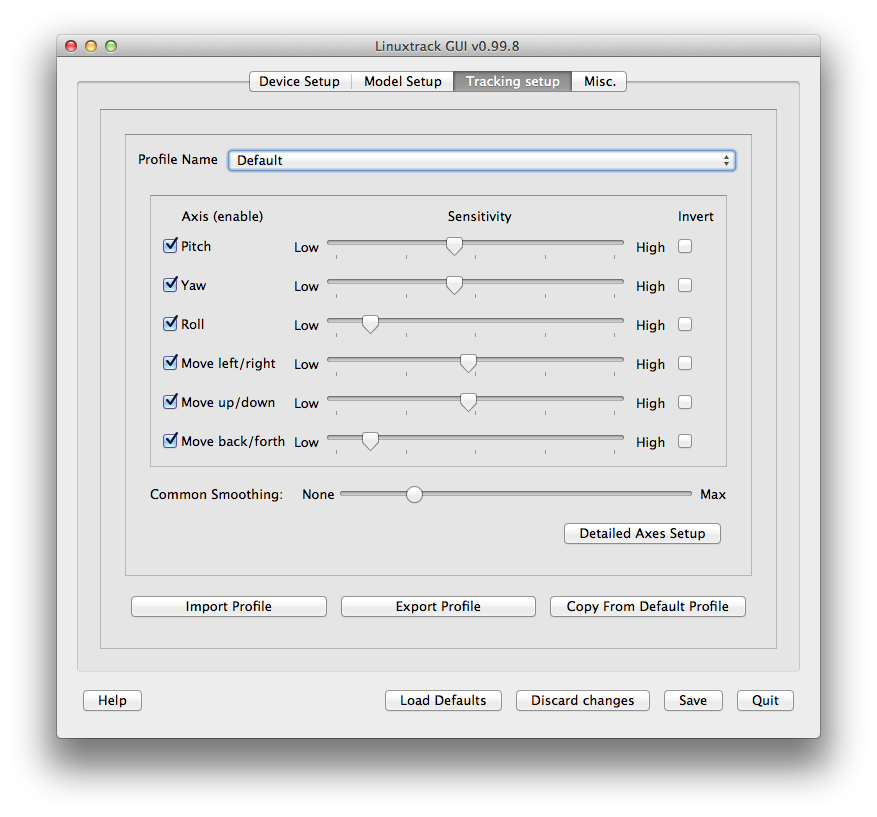 Linuxtrack GUI v0.99.8
Device Setup Model Setup Tracking setup Misc.
Profile Name Default
Axis (enable) Sensitivity Invert
Pitch Low High
Yaw Low High
Roll Low High
Move left/right Low High
Move up/down Low High
Move back/forth Low High
Common Smoothing: None Max
Detailed Axes Setup
Import Profile Export Profile Copy From Default Profile
Help Load Defaults Discard changes Save Quit